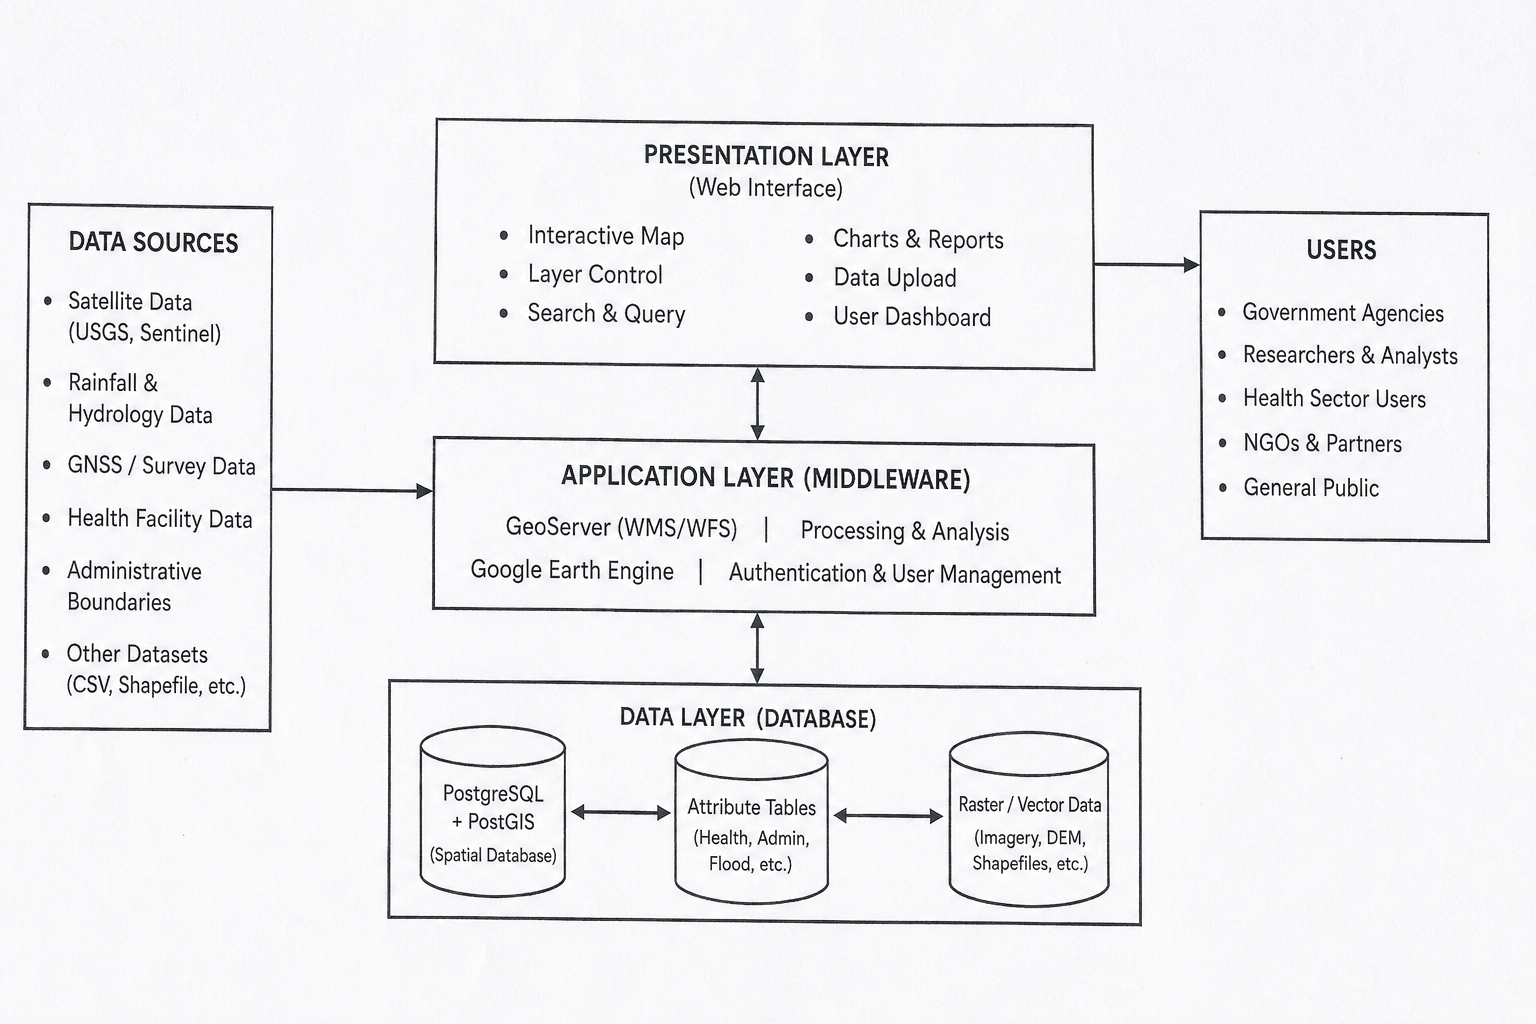 PRESENTATION LAYER
(Web Interface)
• Interactive Map
• Layer Control
• Search & Query
• Charts & Reports
• Data Upload
• User Dashboard
DATA SOURCES
• Satellite Data
(USGS, Sentinel)
• Rainfall &
Hydrology Data
• GNSS / Survey Data
• Health Facility Data
• Administrative
Boundaries
• Other Datasets
(CSV, Shapefile, etc.)
USERS
• Government Agencies
• Researchers & Analysts
• Health Sector Users
• NGOs & Partners
• General Public
APPLICATION LAYER (MIDDLEWARE)
GeoServer (WMS/WFS) | Processing & Analysis
Google Earth Engine | Authentication & User Management
DATA LAYER (DATABASE)
PostgreSQL
+ PostGIS
(Spatial Database)
Attribute Tables
(Health, Admin,
Flood, etc.)
Raster / Vector Data
(Imagery, DEM,
Shapefiles, etc.)